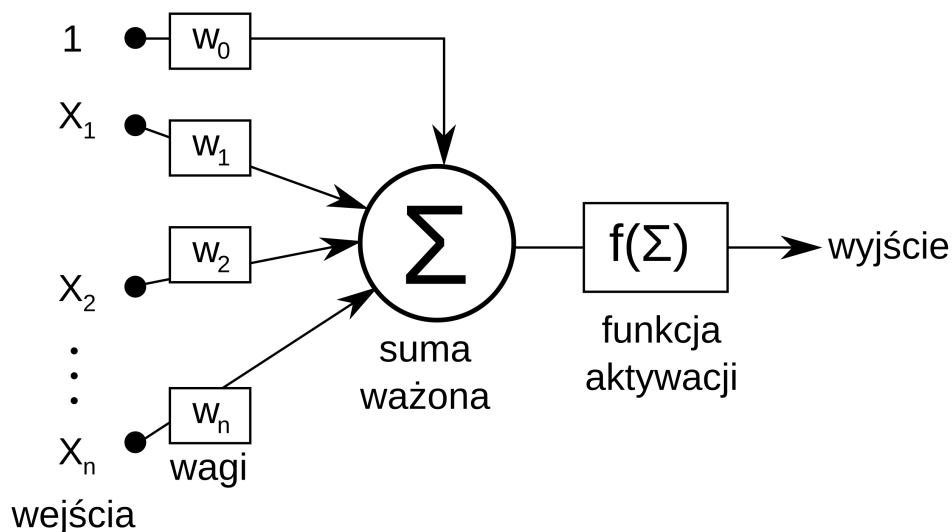 1
w0
X1
w1
X2
w2
Xn
wn
wagi
wejścia
Σ
suma
ważona
f(Σ)
funkcja
aktywacji
wyjście